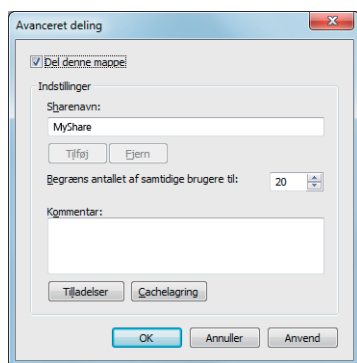 Avanceret deling
Del denne mappe
Indstillinger
Sharenavn:
MyShare
Tilføj Fjern
Begræns antallet af samtidige brugere til: 20
Kommentar:
Tilladelser Cachelagring
OK Annuller Anvend